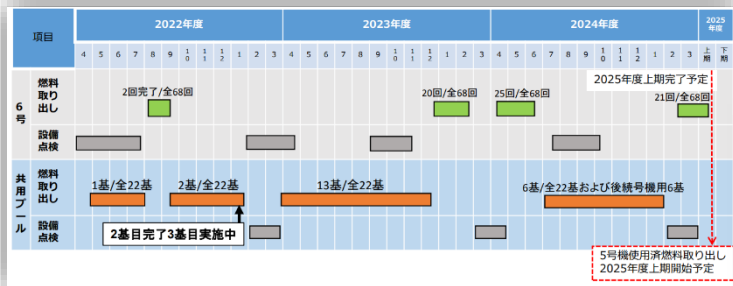 項目
2022年度
2023年度
2024年度
2025
年度
4 5 6 7 8 9 10 11 12 1 2 3 4 5 6 7 8 9 10 11 12 1 2 3 4 5 6 7 8 9 10 11 12 1 2 3 上期 下期
6号
燃料
取り
出し
2回完了/全68回
20回/全68回
25回/全68回
21回/全68回
2025年度上期完了予定
設備
点検
共用プール
燃料
取り
出し
1基/全22基
2基/全22基
13基/全22基
6基/全22基および後続号機用6基
2基目完了3基目実施中
設備
点検
5号機使用済燃料取り出し
2025年度上期開始予定